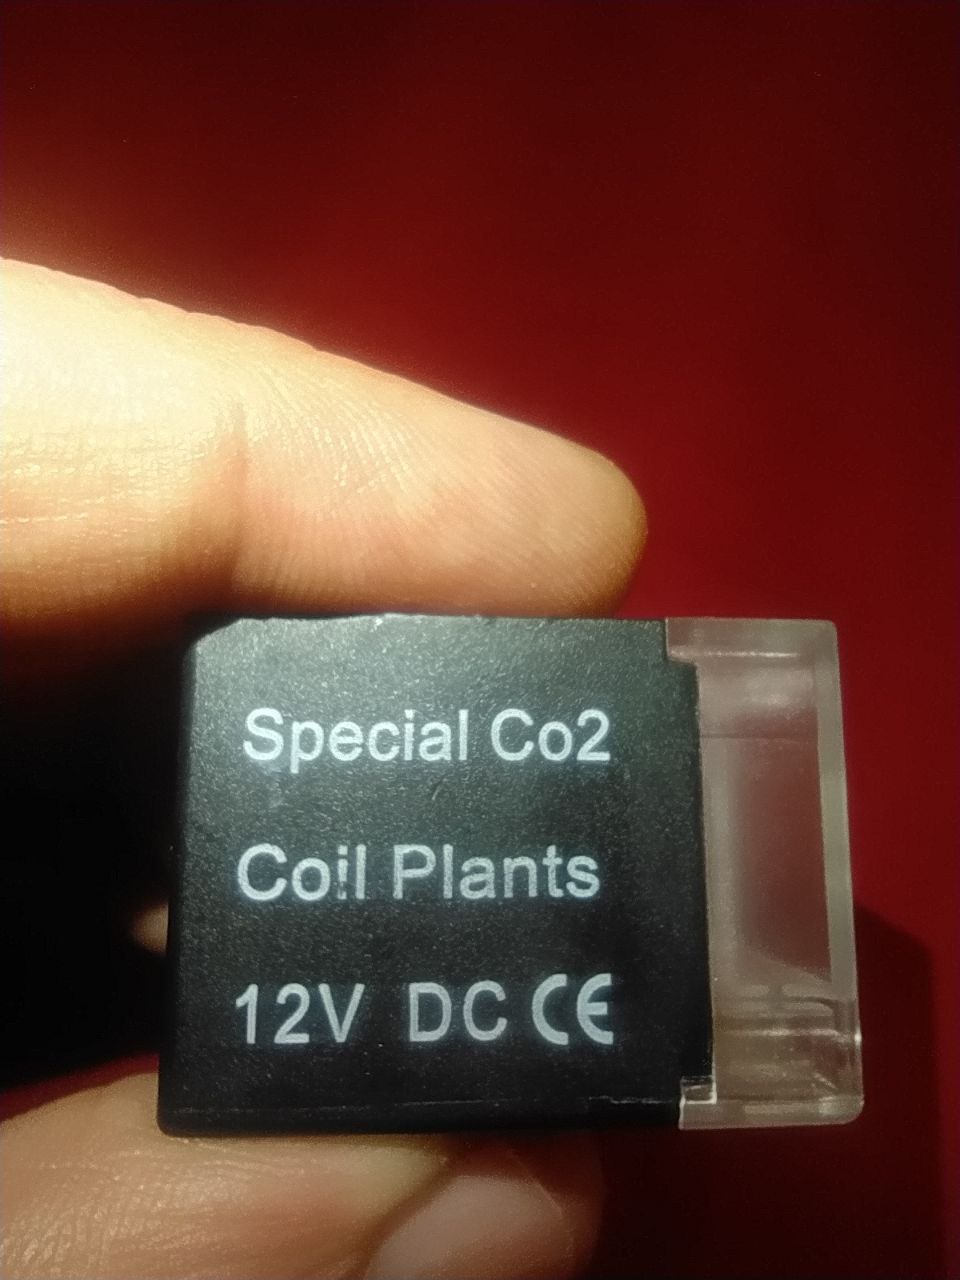 Special Co2
Coil Plants
12V DC CE